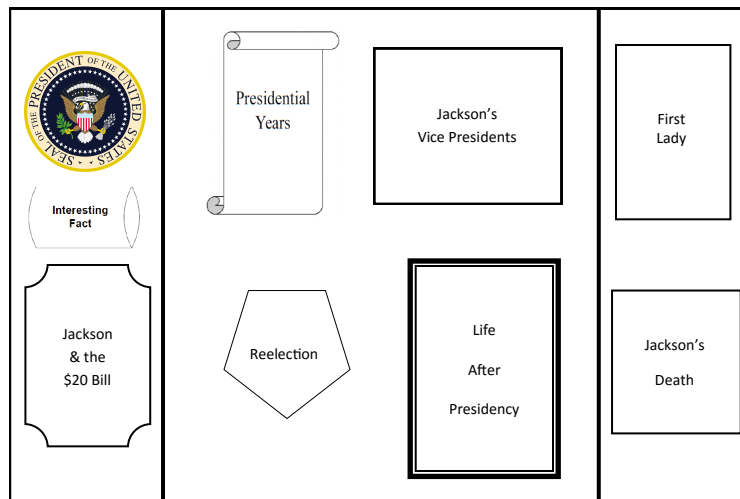 SEAL OF THE PRESIDENT OF THE UNITED STATES
Interesting
Fact
Jackson
& the
$20 Bill
Presidential
Years
Jackson's
Vice Presidents
Reelection
Life
After
Presidency
First
Lady
Jackson's
Death